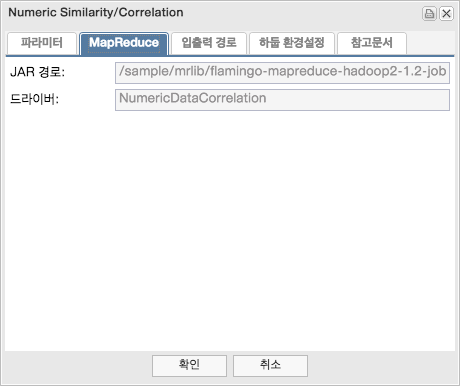 Numeric Similarity/Correlation
파라미터 MapReduce 입출력 경로 하둡 환경설정 참고문서
JAR 경로: /sample/mrlib/flamingo-mapreduce-hadoop2-1.2-job
드라이버: NumericDataCorrelation
확인 취소